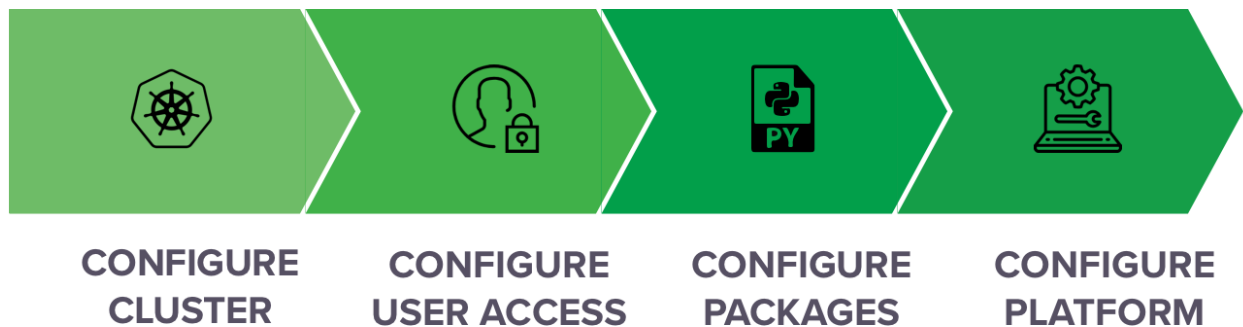 PY
CONFIGURE
CLUSTER
CONFIGURE
USER ACCESS
CONFIGURE
PACKAGES
CONFIGURE
PLATFORM